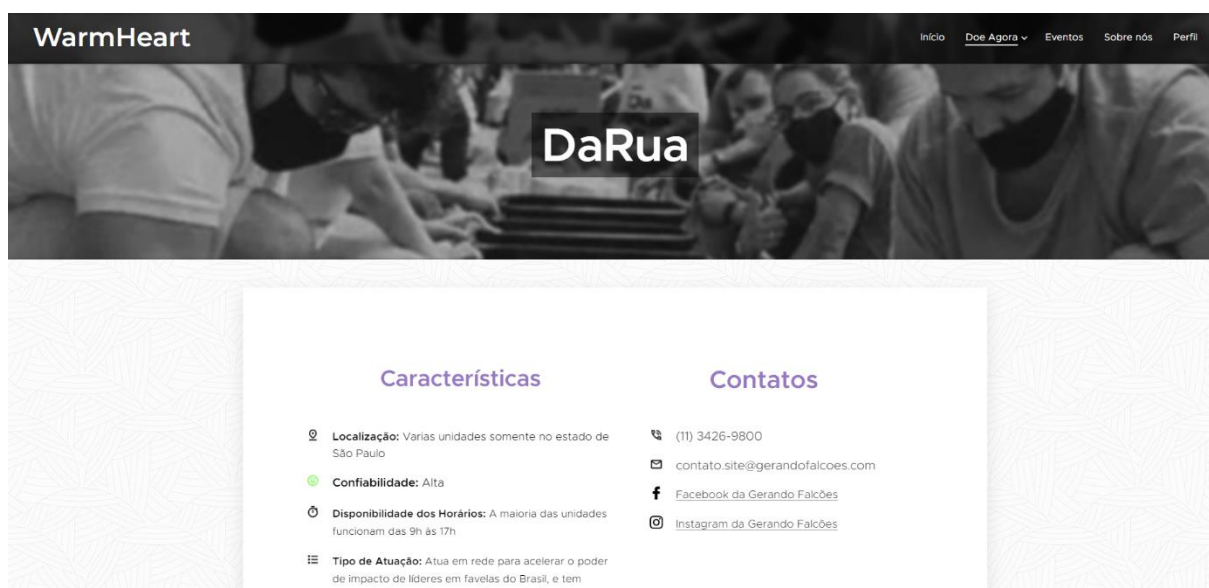 WarmHeart
Início Doe Agora Eventos Sobre nós Perfil
DaRua
Características
Localização: Varias unidades somente no estado de
São Paulo
Confiabilidade: Alta
Disponibilidade dos Horários: A maioria das unidades
funcionam das 9h às 17h
Tipo de Atuação: Atua em rede para acelerar o poder
de impacto de líderes em favelas do Brasil, e tem
Contatos
(11) 3426-9800
contato.site@gerandofalcoes.com
Facebook da Gerando Falcões
Instagram da Gerando Falcões